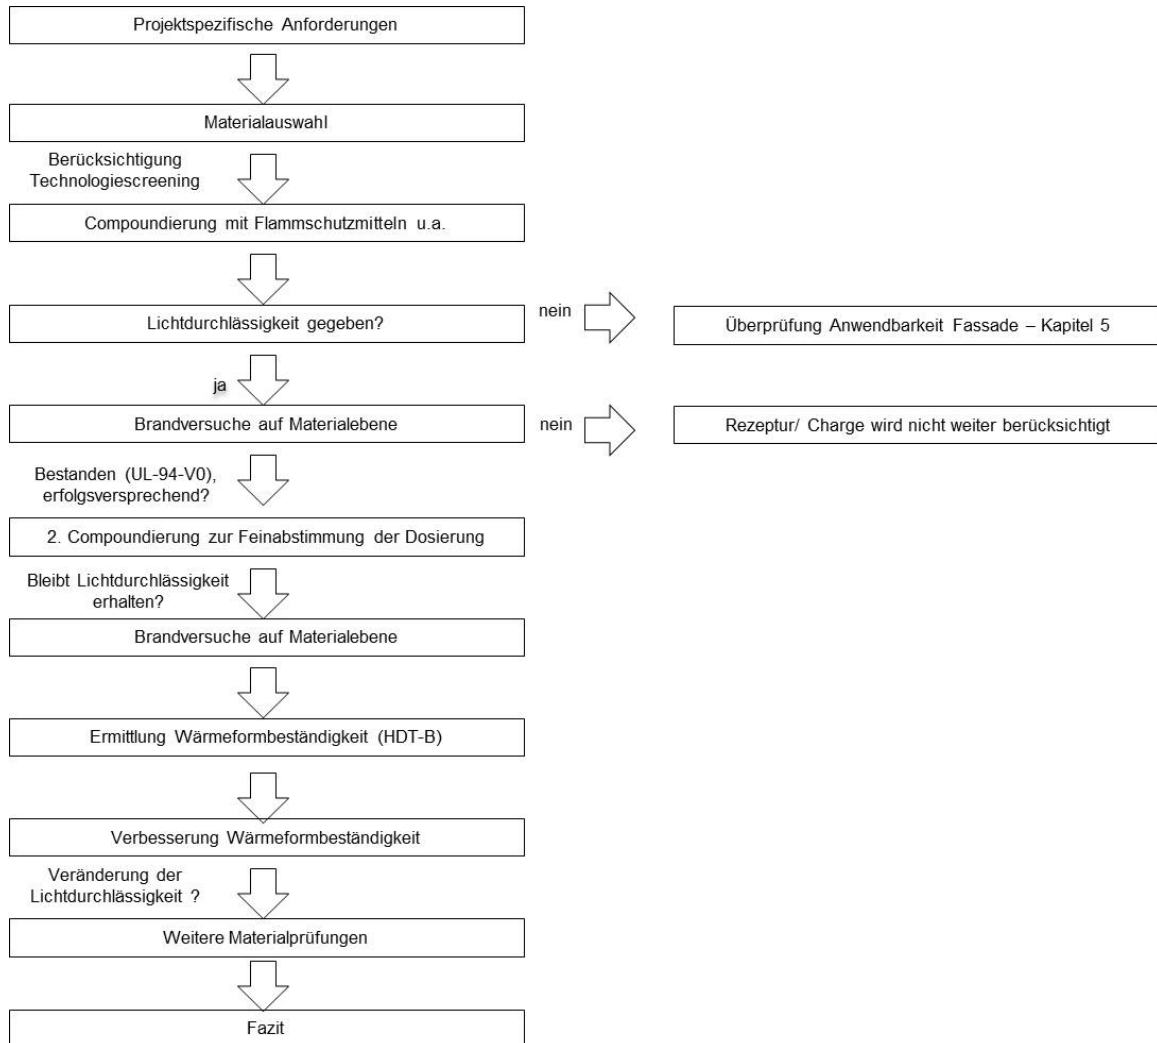 Projektspezifische Anforderungen
Materialauswahl
Berücksichtigung
Technologiescreening
Compoundierung mit Flammschutzmitteln u.a.
Lichtdurchlässigkeit gegeben?
nein
Überprüfung Anwendbarkeit Fassade – Kapitel 5
ja
Brandversuche auf Materialebene
nein
Rezeptur/ Charge wird nicht weiter berücksichtigt
Bestanden (UL-94-V0),
erfolgsversprechend?
2. Compoundierung zur Feinabstimmung der Dosierung
Bleibt Lichtdurchlässigkeit
erhalten?
Brandversuche auf Materialebene
Ermittlung Wärmeformbeständigkeit (HDT-B)
Verbesserung Wärmeformbeständigkeit
Veränderung der
Lichtdurchlässigkeit ?
Weitere Materialprüfungen
Fazit